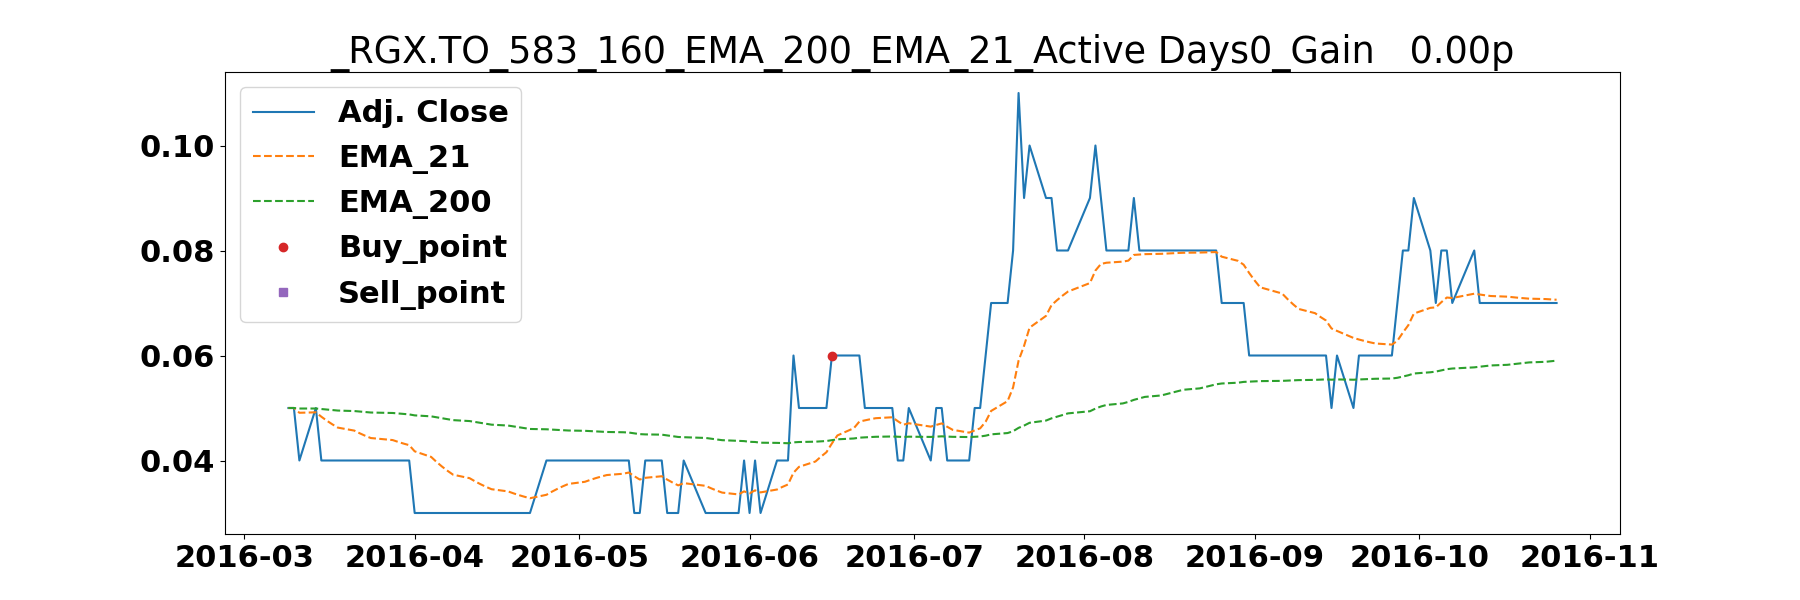 _RGX.TO_583_160_EMA_200_EMA_21_Active Days0_Gain   0.00p
Adj. Close
EMA_21
EMA_200
Buy_point
Sell_point
0.10
0.08
0.06
0.04
2016-03 2016-04 2016-05 2016-06 2016-07 2016-08 2016-09 2016-10 2016-11